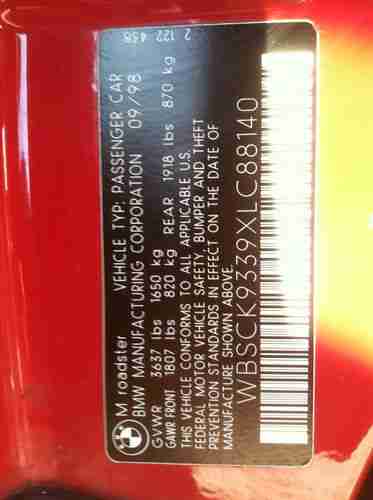 M roadster VEHICLE TYP: PASSENGER CAR 2 122 458
BMW MANUFACTURING CORPORATION 09/98
GVWR 3637 lbs 1650 kg
GAWR FRONT 1807 lbs 820 kg REAR 1918 lbs 870 kg
THIS VEHICLE CONFORMS TO ALL APPLICABLE U.S.
FEDERAL MOTOR VEHICLE SAFETY, BUMPER AND THEFT
PREVENTION STANDARDS IN EFFECT ON THE DATE OF
MANUFACTURE SHOWN ABOVE
WBSCK9339XLC88140